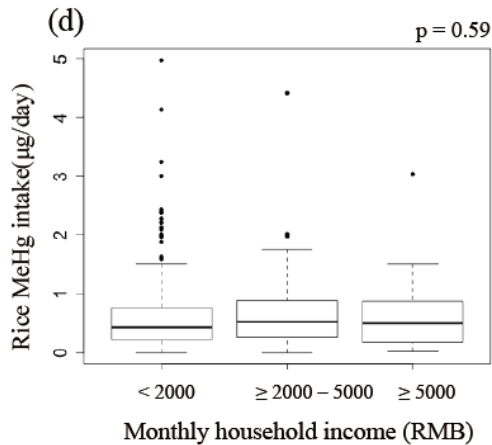 (d)
p = 0.59
Rice MeHg intake(μg/day)
5
4
3
2
1
0
< 2000
≥ 2000 – 5000
≥ 5000
Monthly household income (RMB)